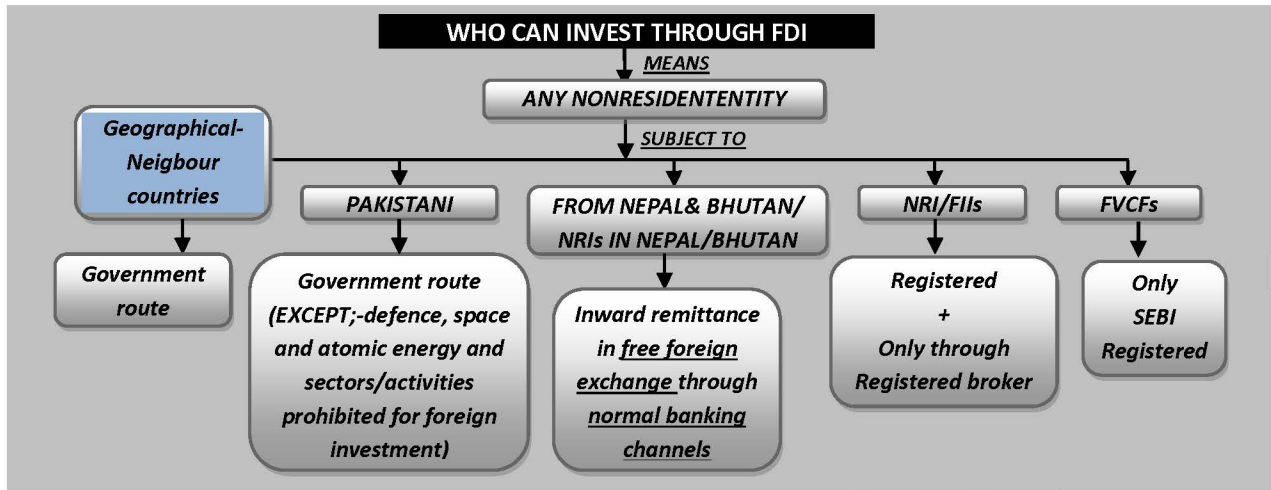 WHO CAN INVEST THROUGH FDI
MEANS
ANY NONRESIDENTENTITY
SUBJECT TO
Geographical-
Neigbour
countries
Government
route
PAKISTANI
Government route
(EXCEPT;-defence, space
and atomic energy and
sectors/activities
prohibited for foreign
investment)
FROM NEPAL& BHUTAN/
NRIs IN NEPAL/BHUTAN
Inward remittance
in free foreign
exchange through
normal banking
channels
NRI/FIIs
Registered
+
Only through
Registered broker
FVCFs
Only
SEBI
Registered